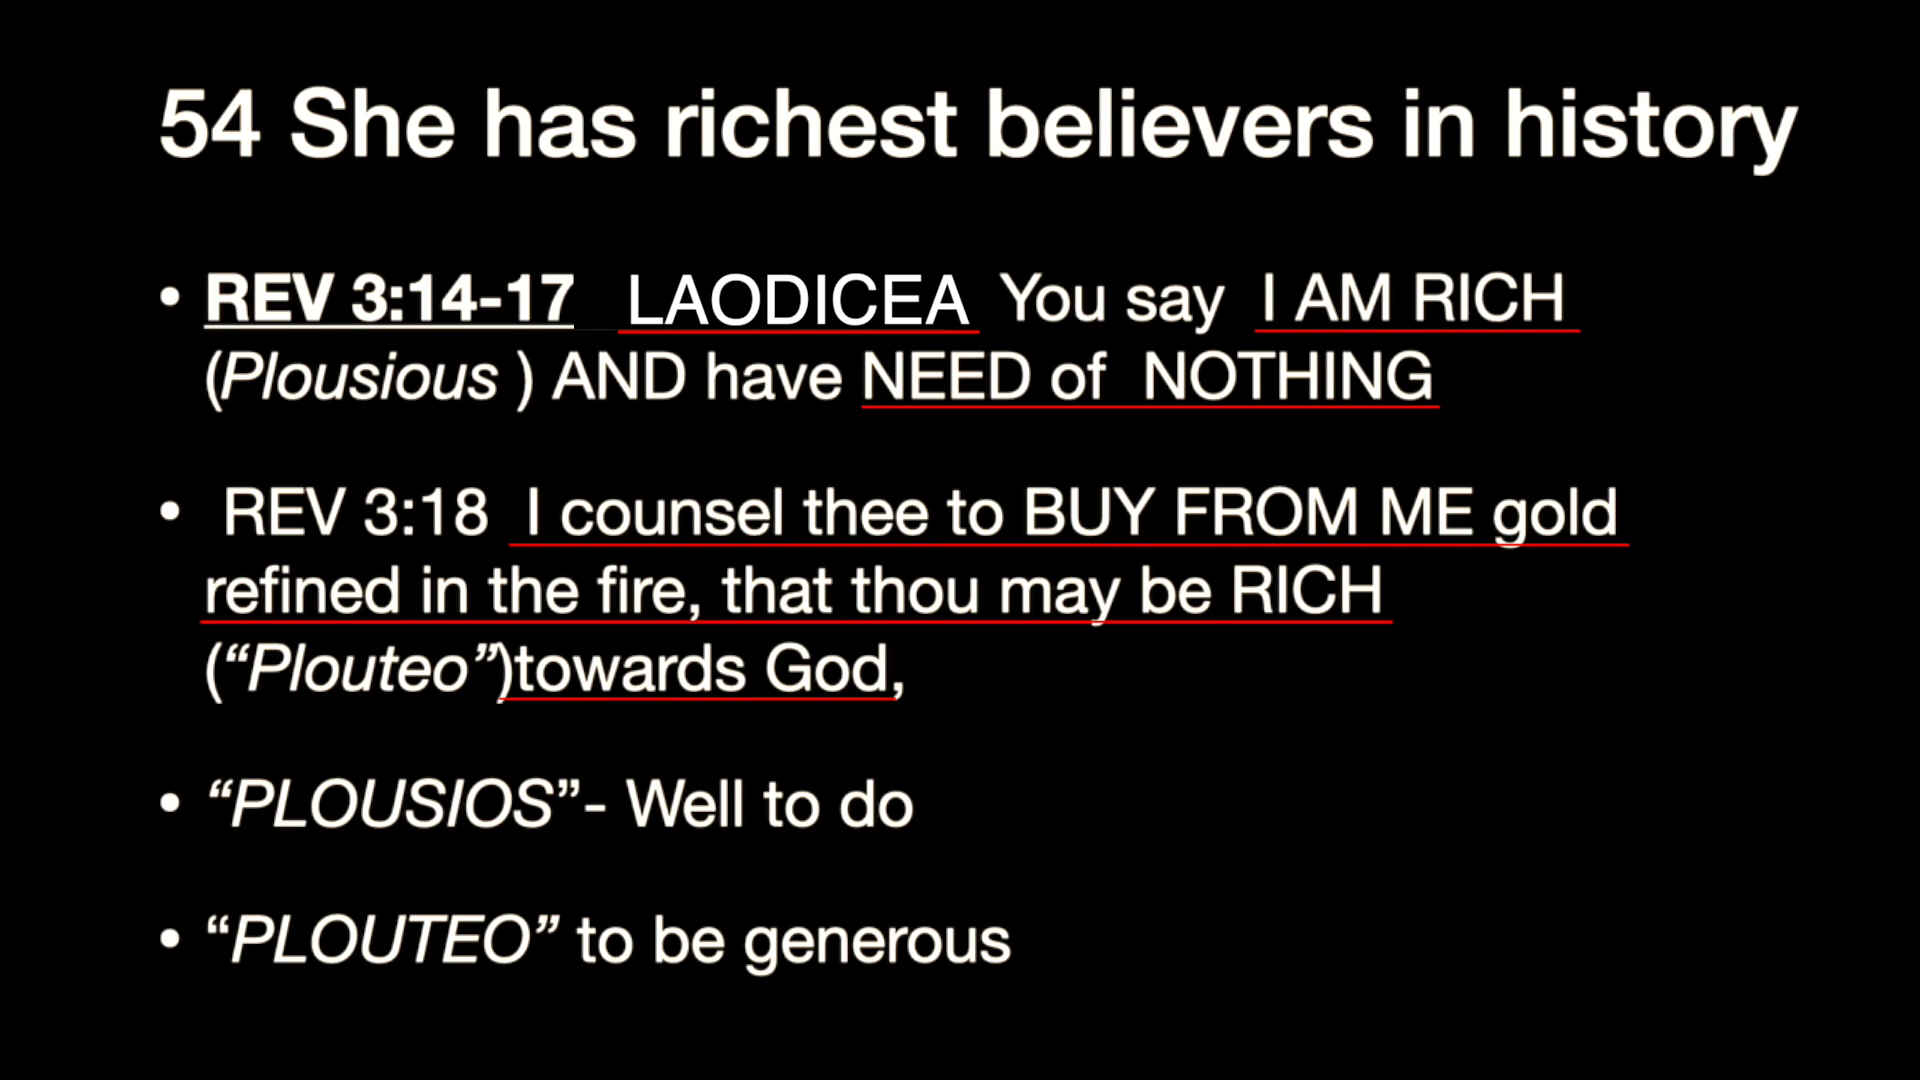 54 She has richest believers in history
• REV 3:14-17 LAODICEA You say I AM RICH
(Plousious ) AND have NEED of NOTHING
• REV 3:18 I counsel thee to BUY FROM ME gold
refined in the fire, that thou may be RICH
(“Plouteo”)towards God,
• “PLOUSIOS”- Well to do
• “PLOUTEO” to be generous